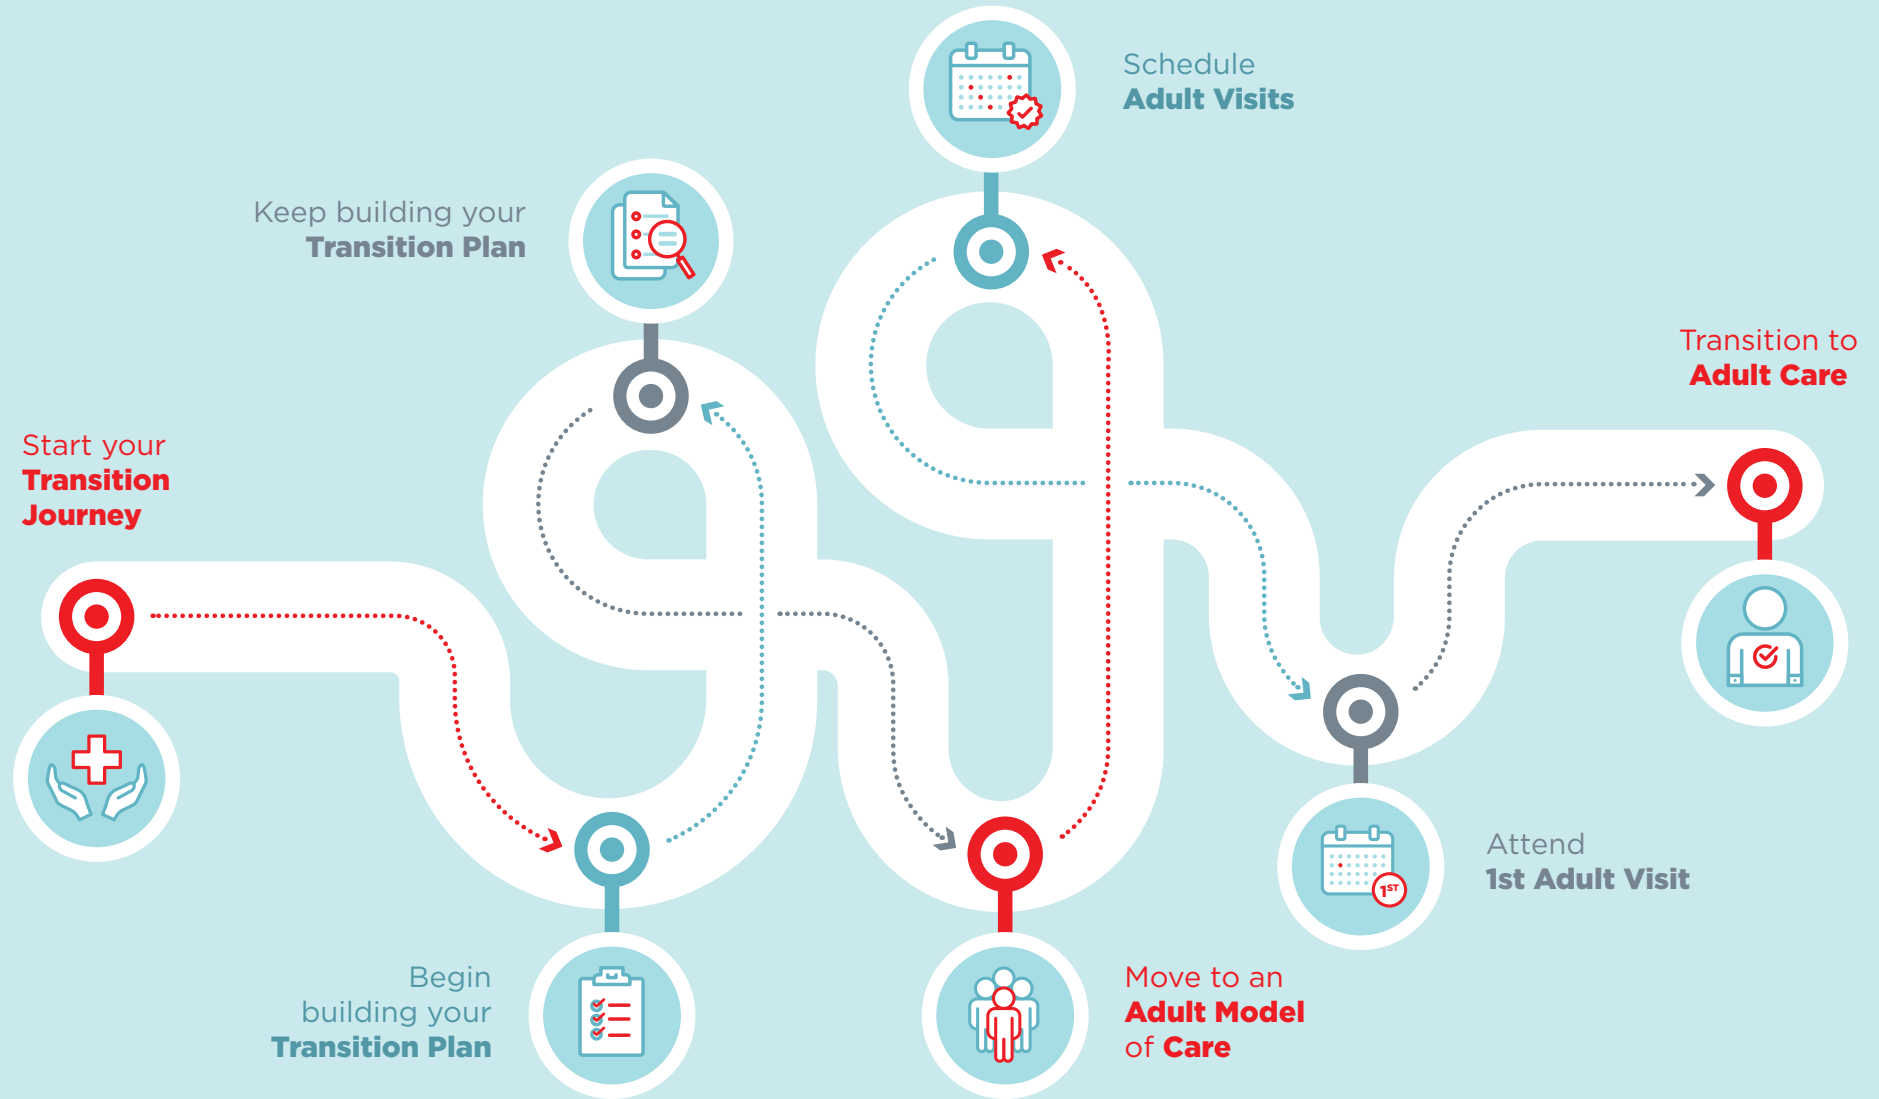 Start your
Transition
Journey
Begin
building your
Transition Plan
Keep building your
Transition Plan
Move to an
Adult Model
of Care
Schedule
Adult Visits
Attend
1st Adult Visit
1ST
Transition to
Adult Care